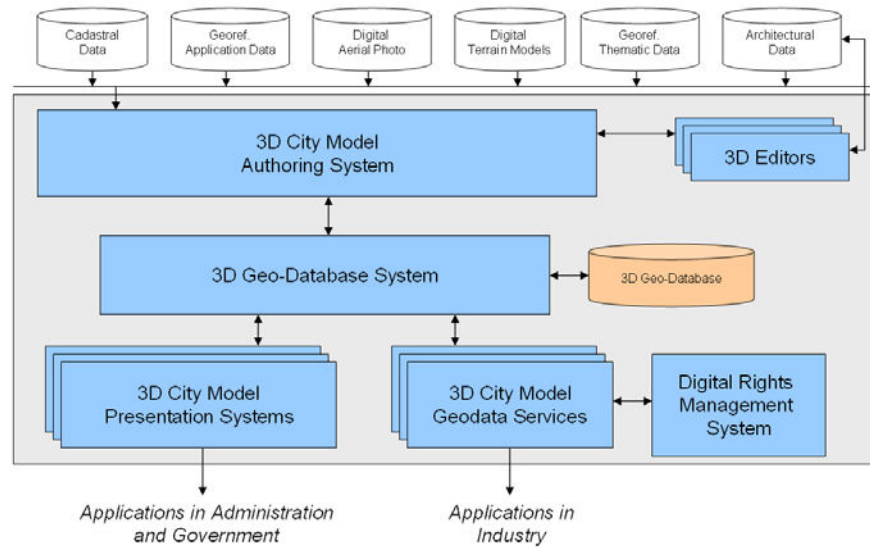 Cadastral
Data
Georef.
Application Data
Digital
Aerial Photo
Digital
Terrain Models
Georef.
Thematic Data
Architectural
Data
3D City Model
Authoring System
3D Editors
3D Geo-Database System
3D Geo-Database
3D City Model
Presentation Systems
3D City Model
Geodata Services
Digital Rights
Management
System
Applications in Administration
and Government
Applications in
Industry